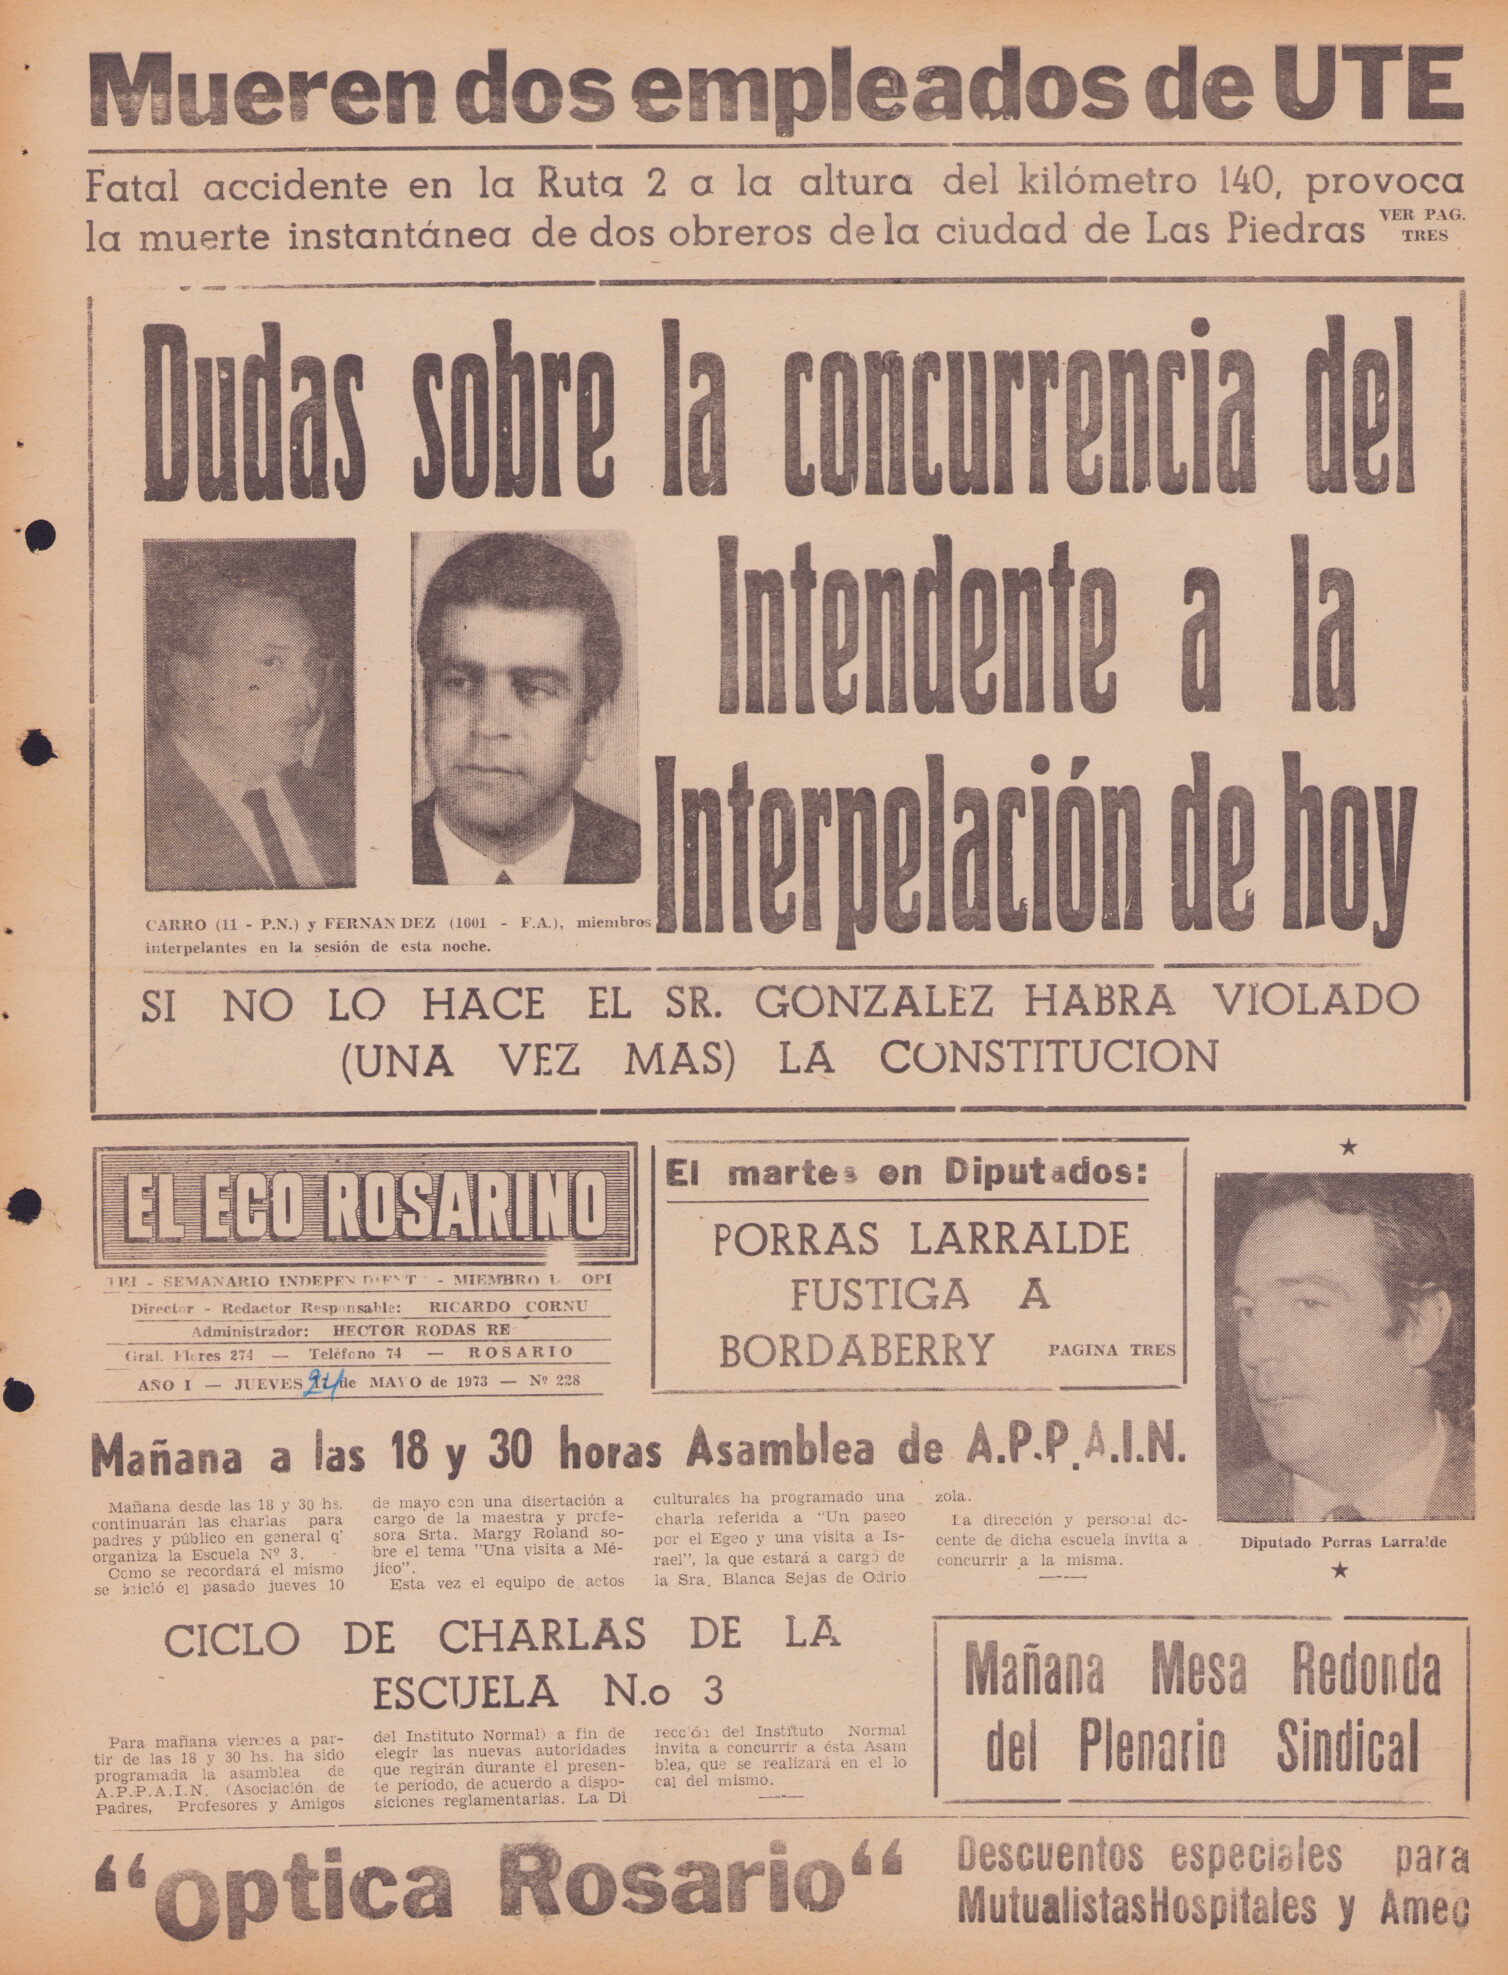 Mueren dos empleados de UTE
Fatal accidente en la Ruta 2 a la altura del kilómetro 140, provoca
la muerte instantánea de dos obreros de la ciudad de Las Piedras
VER PAG.
TRES
Dudas sobre la concurrencia del
Intendente a la
Interpelación de hoy
CARRO (11 - P.N.) y FERNAN DEZ (1001 - F.A.), miembros
interpelantes en la sesión de esta noche.
SI NO LO HACE EL SR. GONZALEZ HABRA VIOLADO
(UNA VEZ MAS) LA CONSTITUCION
EL ECO ROSARINO
TRI - SEMANARIO INDEPENDIENT - MIEMBRO OPI
Director - Redactor Responsable: RICARDO CORNU
Administrador: HECTOR RODAS RE
Gral. Flores 274 — Teléfono 74 — ROSARIO
AÑO I — JUEVES 24 de MAYO de 1973 — Nº 228
El martes en Diputados:
PORRAS LARRALDE
FUSTIGA A
BORDABERRY
PAGINA TRES
Diputado Porras Larralde
Mañana a las 18 y 30 horas Asamblea de A.P.P.A.I.N.
Mañana desde las 18 y 30 hs.
continuarán las charlas para
padres y público en general q'
organiza la Escuela Nº 3.
Como se recordará el mismo
se inició el pasado jueves 10
de mayo con una disertación a
cargo de la maestra y profe-
sora Srta. Margy Roland so-
bre el tema "Una visita a Mé-
jico".
Esta vez el equipo de actos
culturales ha programado una
charla referida a "Un paseo
por el Egeo y una visita a Is-
rael", la que estará a cargo de
la Sra. Blanca Sejas de Odrio
zola.
La dirección y personal do-
cente de dicha escuela invita a
concurrir a la misma.
CICLO DE CHARLAS DE LA
ESCUELA N.o 3
Para mañana viernes a par-
tir de las 18 y 30 hs. ha sido
programada la asamblea de
A.P.P.A.I.N. (Asociación de
Padres, Profesores y Amigos
del Instituto Normal) a fin de
elegir las nuevas autoridades
que regirán durante el presen-
te período, de acuerdo a dispo-
siciones reglamentarias. La Di
rección del Instituto Normal
invita a concurrir a ésta Asam
blea, que se realizará en el lo
cal del mismo.
Mañana Mesa Redonda
del Plenario Sindical
“Optica Rosario“
Descuentos especiales para
MutualistasHospitales y Amec